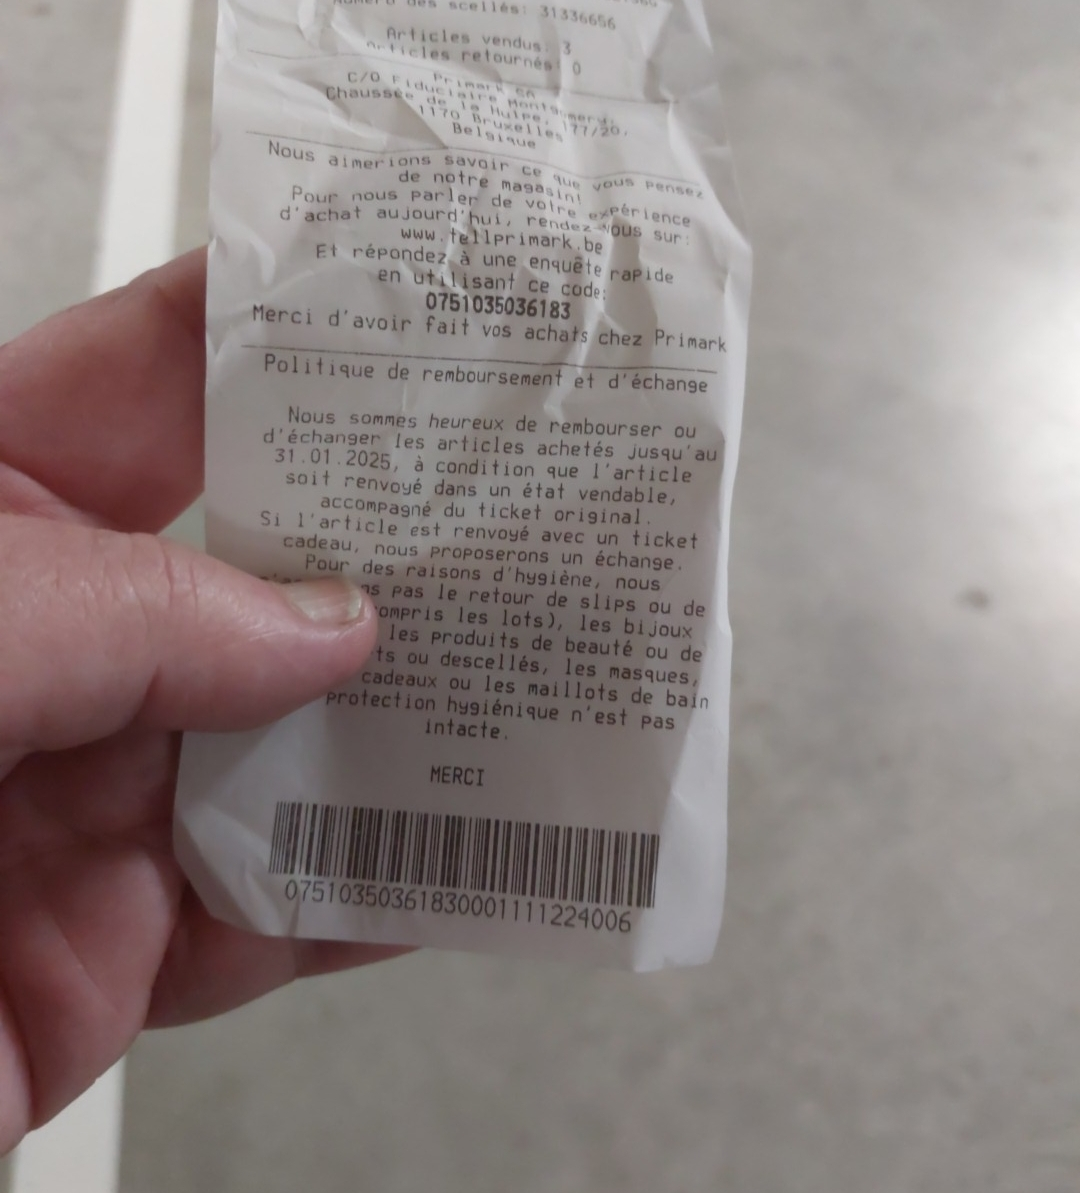 Numéro des scellés: 31336656
Articles vendus: 3
Articles retournés: 0
Primark SA
C/O Fiduciaire Montgomery,
Chaussée de la Hulpe, 177/20,
1170 Bruxelles
Belgique
Nous aimerions savoir ce que vous pensez
de notre magasin!
Pour nous parler de votre expérience
d'achat aujourd'hui, rendez-vous sur:
www.tellprimark.be
Et répondez à une enquête rapide
en utilisant ce code:
0751035036183
Merci d'avoir fait vos achats chez Primark
Politique de remboursement et d'échange
Nous sommes heureux de rembourser ou
d'échanger les articles achetés jusqu'au
31.01.2025, à condition que l'article
soit renvoyé dans un état vendable,
accompagné du ticket original.
Si l'article est renvoyé avec un ticket
cadeau, nous proposerons un échange.
Pour des raisons d'hygiène, nous
pas le retour de slips ou de
compris les lots), les bijoux
les produits de beauté ou de
ou descellés, les masques,
cadeaux ou les maillots de bain
protection hygiénique n'est pas
intacte.
MERCI
07510350361830001111224006